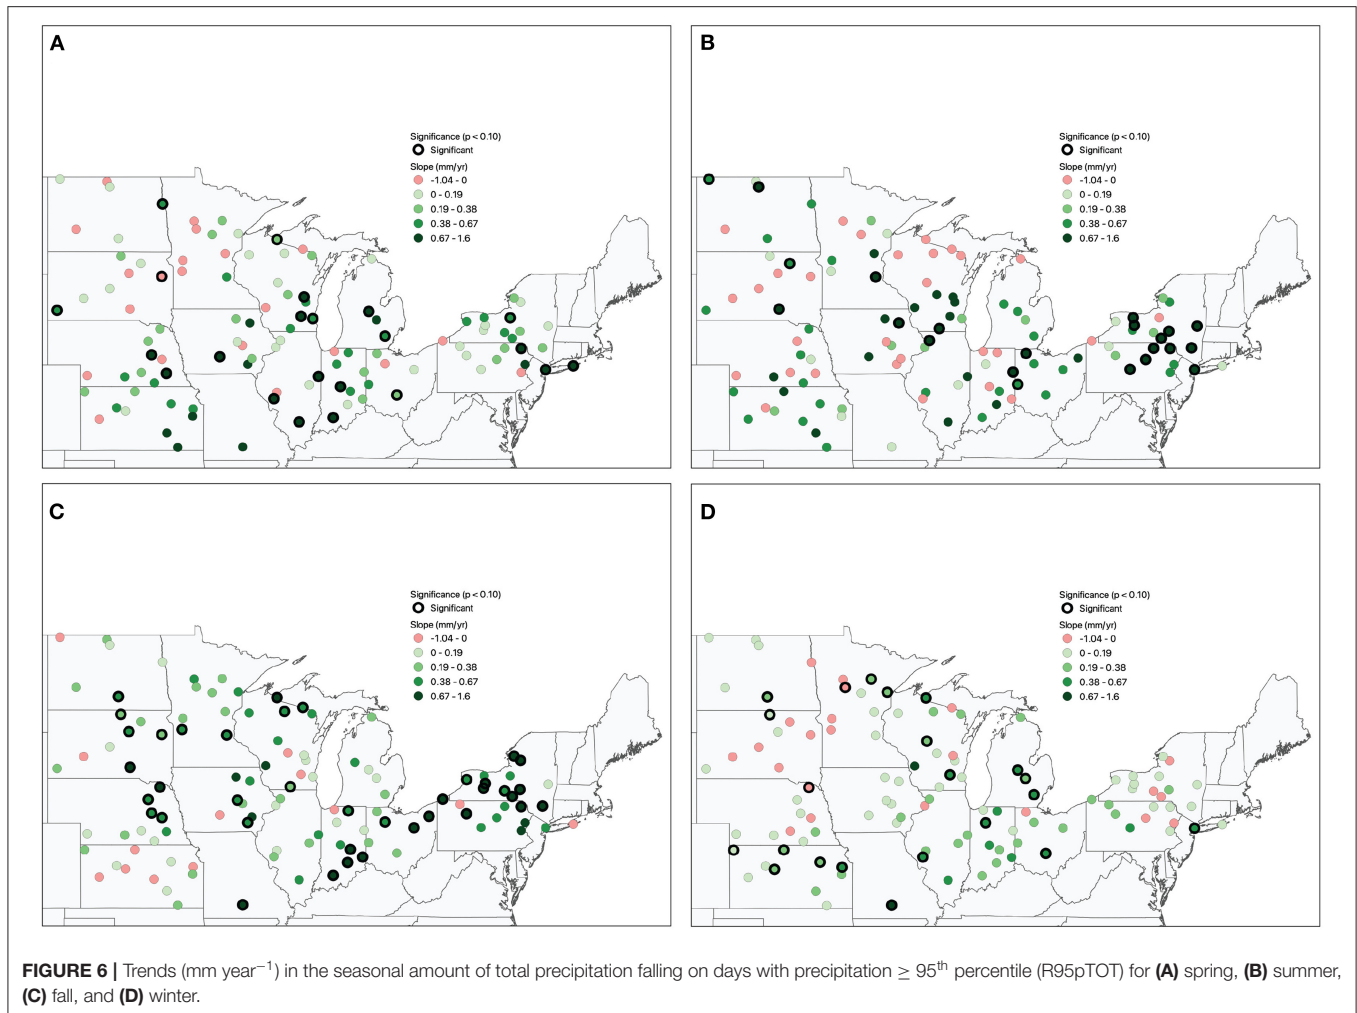 A
Significance (p < 0.10)
Significant
Slope (mm/yr)
-1.04 - 0
0 - 0.19
0.19 - 0.38
0.38 - 0.67
0.67 - 1.6
B
Significance (p < 0.10)
Significant
Slope (mm/yr)
-1.04 - 0
0 - 0.19
0.19 - 0.38
0.38 - 0.67
0.67 - 1.6
C
Significance (p < 0.10)
Significant
Slope (mm/yr)
-1.04 - 0
0 - 0.19
0.19 - 0.38
0.38 - 0.67
0.67 - 1.6
D
Significance (p < 0.10)
Significant
Slope (mm/yr)
-1.04 - 0
0 - 0.19
0.19 - 0.38
0.38 - 0.67
0.67 - 1.6
FIGURE 6 | Trends (mm year⁻¹) in the seasonal amount of total precipitation falling on days with precipitation ≥ 95th percentile (R95pTOT) for (A) spring, (B) summer,
(C) fall, and (D) winter.